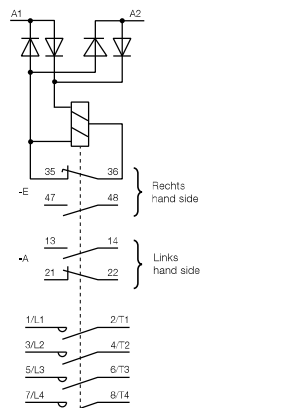 A1 A2
35 36
-E
Rechts
hand side
47 48
13 14
-A
Links
hand side
21 22
1/L1 2/T1
3/L2 4/T2
5/L3 6/T3
7/L4 8/T4